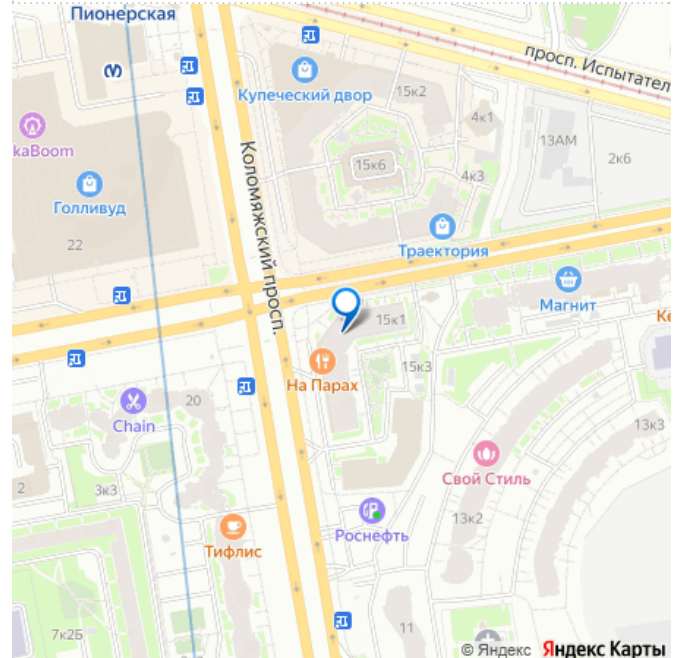 Пионерская
просп. Испытател
Купеческий двор
15к2
4к1
kaBoom
13АМ
2к6
15к6
4к3
Коломяжский просп.
Голливуд
22
Траектория
Магнит
15к1
Ке
На Парах
15к3
20
Chain
13к3
Свой Стиль
2
3к3
13к2
Роснефть
Тифлис
7к2Б
11
© Яндекс Яндекс Карты